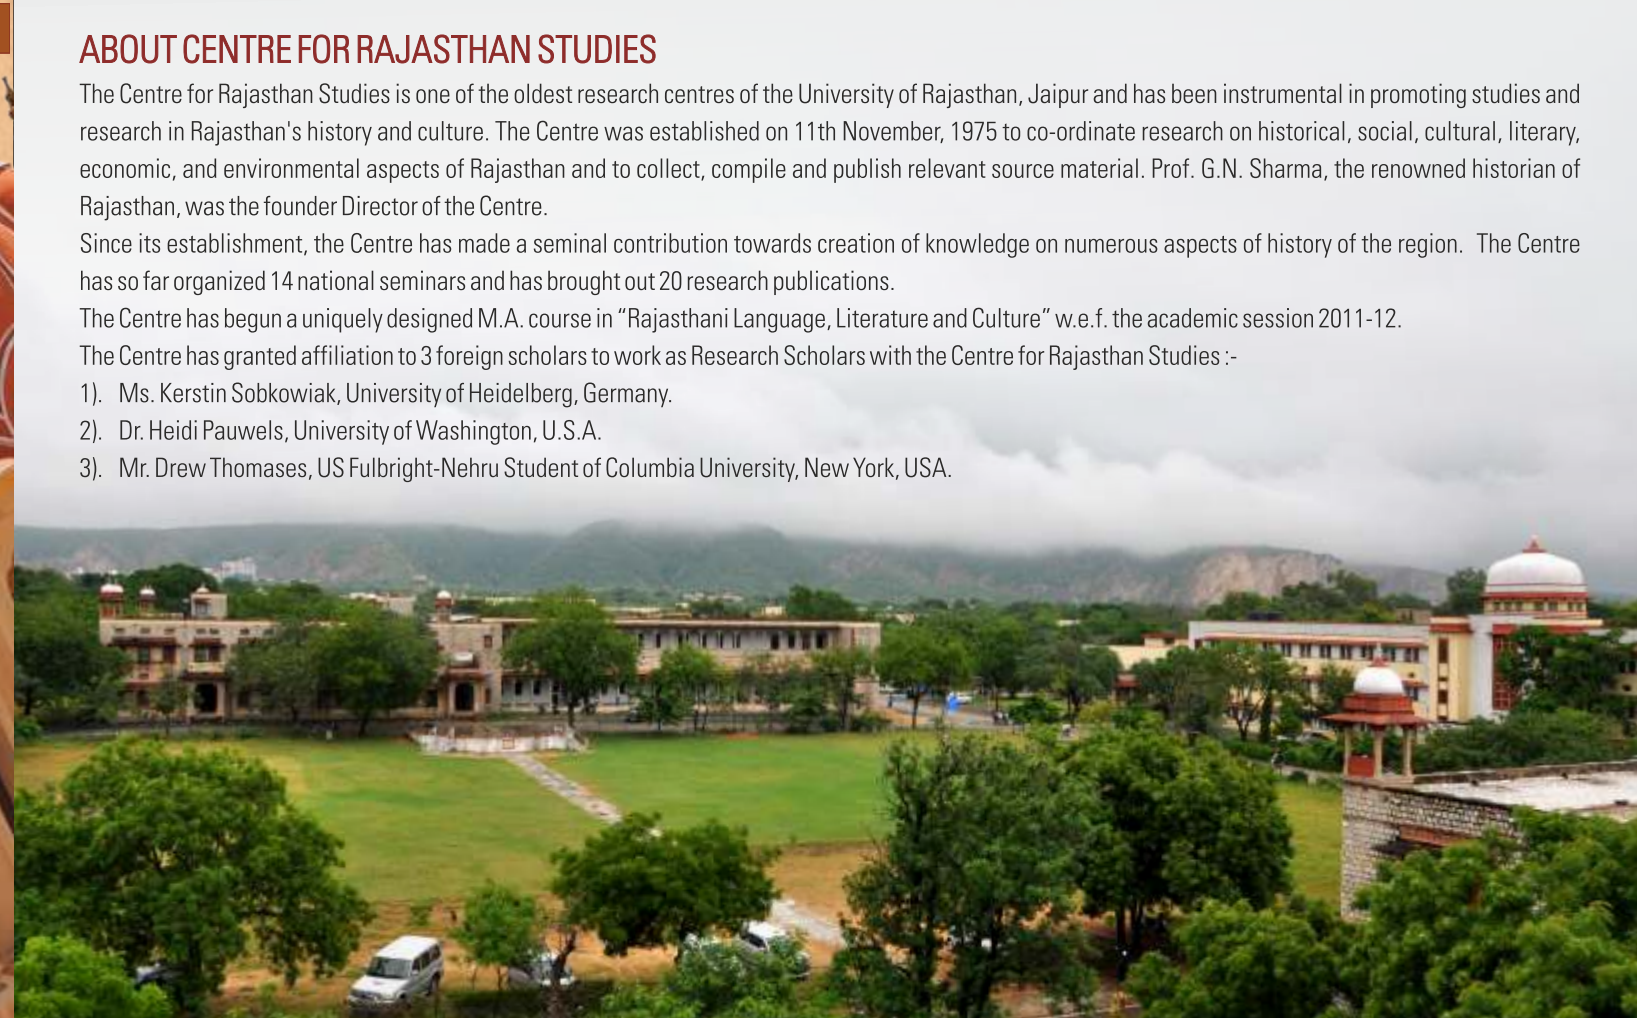 ABOUT CENTRE FOR RAJASTHAN STUDIES
The Centre for Rajasthan Studies is one of the oldest research centres of the University of Rajasthan, Jaipur and has been instrumental in promoting studies and
research in Rajasthan's history and culture. The Centre was established on 11th November, 1975 to co-ordinate research on historical, social, cultural, literary,
economic, and environmental aspects of Rajasthan and to collect, compile and publish relevant source material. Prof. G.N. Sharma, the renowned historian of
Rajasthan, was the founder Director of the Centre.
Since its establishment, the Centre has made a seminal contribution towards creation of knowledge on numerous aspects of history of the region. The Centre
has so far organized 14 national seminars and has brought out 20 research publications.
The Centre has begun a uniquely designed M.A. course in “Rajasthani Language, Literature and Culture” w.e.f. the academic session 2011-12.
The Centre has granted affiliation to 3 foreign scholars to work as Research Scholars with the Centre for Rajasthan Studies :-
1). Ms. Kerstin Sobkowiak, University of Heidelberg, Germany.
2). Dr. Heidi Pauwels, University of Washington, U.S.A.
3). Mr. Drew Thomases, US Fulbright-Nehru Student of Columbia University, New York, USA.